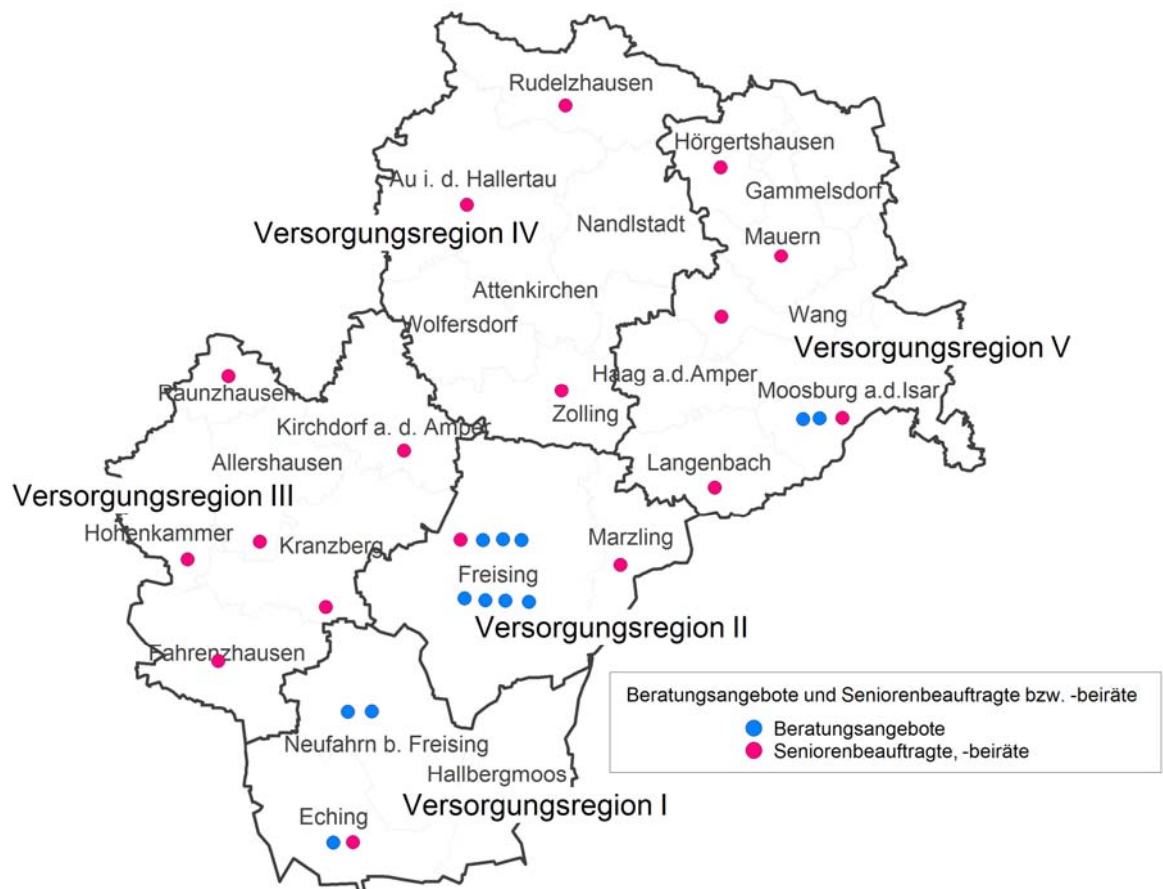 Rudelzhausen
Hörgertshausen
Au i. d. Hallertau
Gammelsdorf
Nandlstadt
Versorgungsregion IV
Mauern
Attenkirchen
Wang
Wolfersdorf
Versorgungsregion V
Haag a.d.Amper
Paunzhausen
Moosburg a.d.Isar
Zolling
Kirchdorf a. d. Amper
Allershausen
Langenbach
Versorgungsregion III
Hohenkammer
Kranzberg
Marzling
Freising
Versorgungsregion II
Fahrenzhausen
Neufahrn b. Freising
Hallbergmoos
Versorgungsregion I
Eching
Beratungsangebote und Seniorenbeauftragte bzw. -beiräte
Beratungsangebote
Seniorenbeauftragte, -beiräte